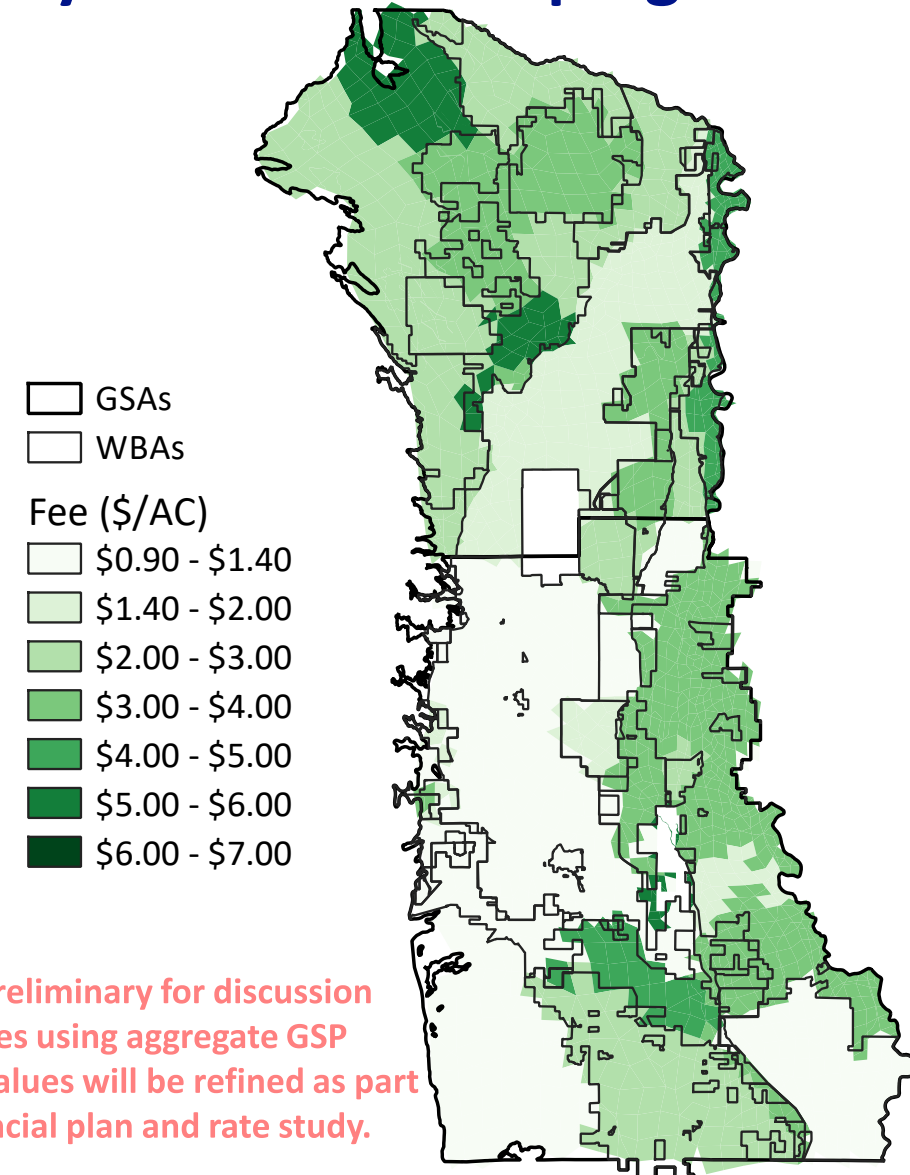 GSAs
WBAs
Fee ($/AC)
$0.90 - $1.40
$1.40 - $2.00
$2.00 - $3.00
$3.00 - $4.00
$4.00 - $5.00
$5.00 - $6.00
$6.00 - $7.00
reliminary for discussion
es using aggregate GSP
alues will be refined as part
cial plan and rate study.